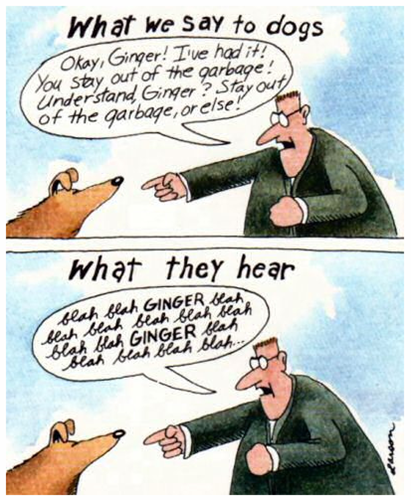 What we say to dogs
Okay, Ginger! I've had it!
You stay out of the garbage!
Understand, Ginger? Stay out
of the garbage, or else!
What they hear
blah blah GINGER blah
blah blah blah blah blah
blah blah GINGER blah
blah blah blah blah...
Larson